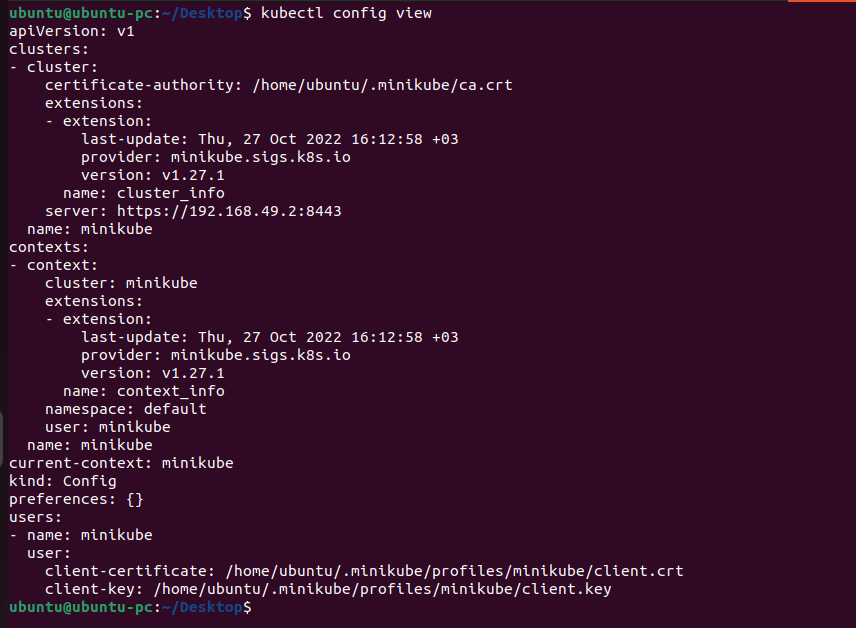 ubuntu@ubuntu-pc:~/Desktop$ kubectl config view
apiVersion: v1
clusters:
- cluster:
    certificate-authority: /home/ubuntu/.minikube/ca.crt
    extensions:
    - extension:
        last-update: Thu, 27 Oct 2022 16:12:58 +03
        provider: minikube.sigs.k8s.io
        version: v1.27.1
      name: cluster_info
    server: https://192.168.49.2:8443
  name: minikube
contexts:
- context:
    cluster: minikube
    extensions:
    - extension:
        last-update: Thu, 27 Oct 2022 16:12:58 +03
        provider: minikube.sigs.k8s.io
        version: v1.27.1
      name: context_info
    namespace: default
    user: minikube
  name: minikube
current-context: minikube
kind: Config
preferences: {}
users:
- name: minikube
  user:
    client-certificate: /home/ubuntu/.minikube/profiles/minikube/client.crt
    client-key: /home/ubuntu/.minikube/profiles/minikube/client.key
ubuntu@ubuntu-pc:~/Desktop$